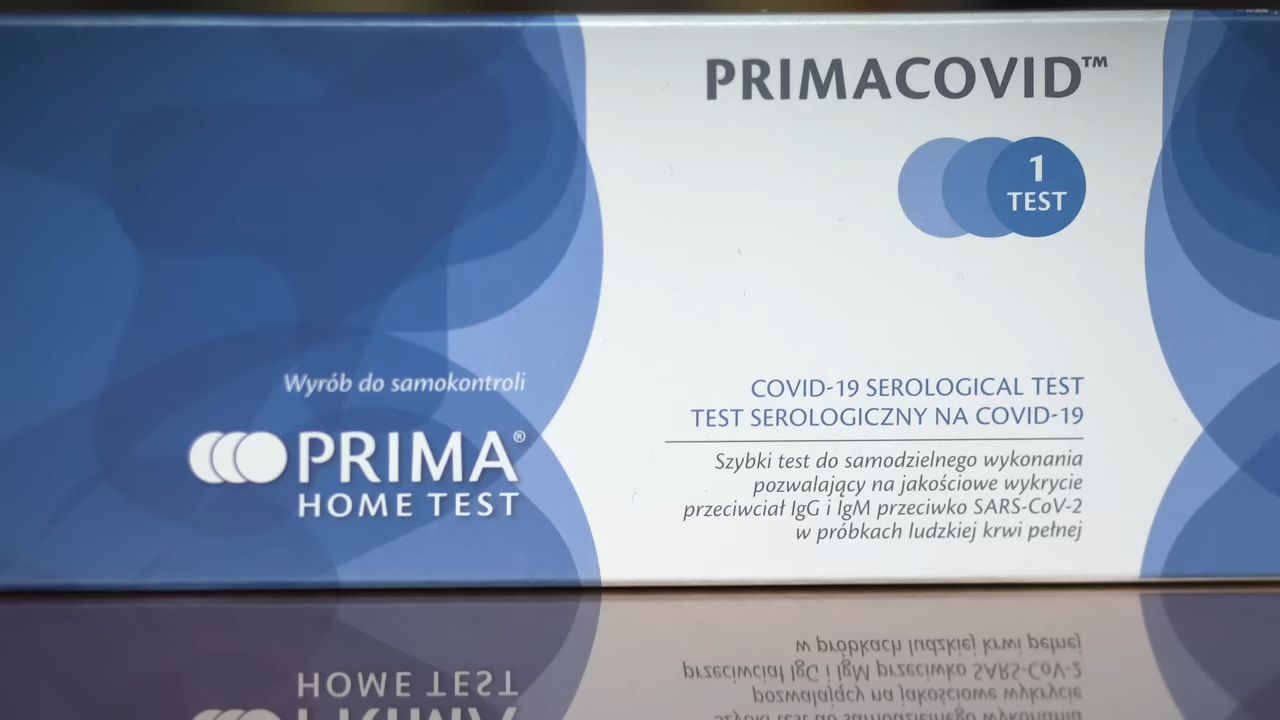 PRIMACOVID™
1
TEST
Wyrób do samokontroli
PRIMA®
HOME TEST
COVID-19 SEROLOGICAL TEST
TEST SEROLOGICZNY NA COVID-19
Szybki test do samodzielnego wykonania
pozwalający na jakościowe wykrycie
przeciwciał IgG i IgM przeciwko SARS-CoV-2
w próbkach ludzkiej krwi pełnej